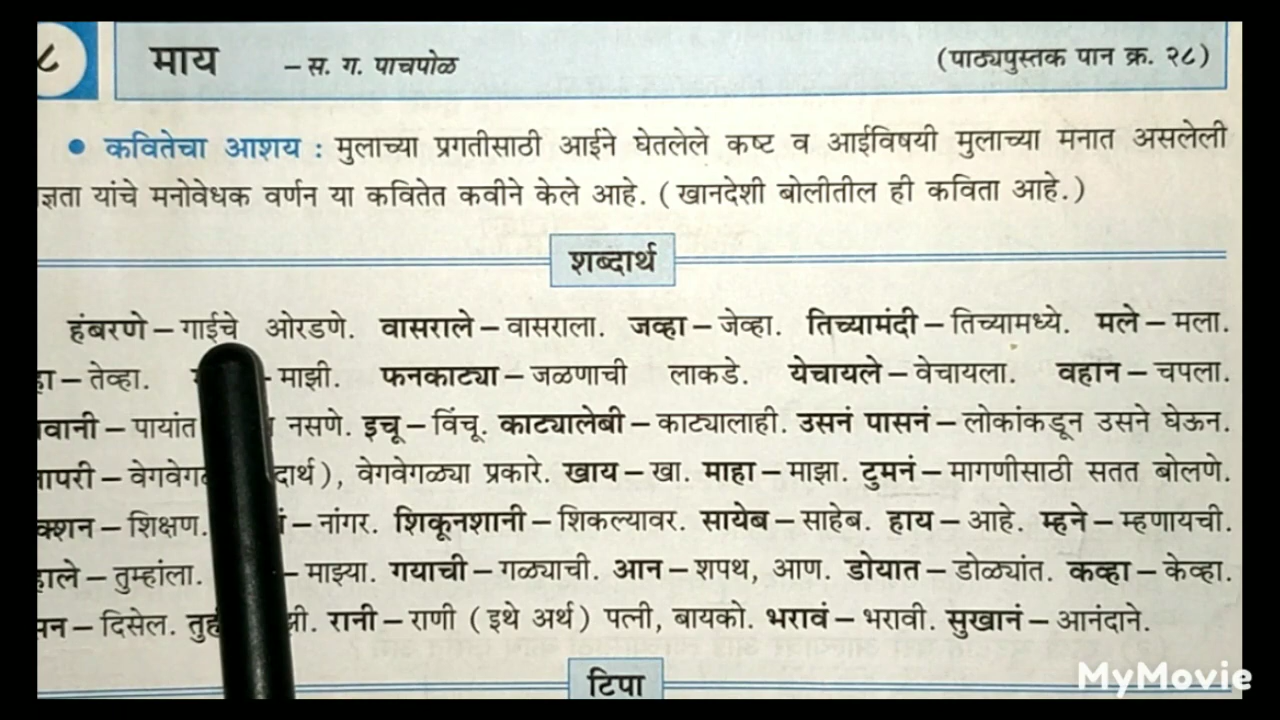 ८ माय – स. ग. पाचपोळ (पाठ्यपुस्तक पान क्र. २८)
• कवितेचा आशय : मुलाच्या प्रगतीसाठी आईने घेतलेले कष्ट व आईविषयी मुलाच्या मनात असलेली
ज्ञता यांचे मनोवेधक वर्णन या कवितेत कवीने केले आहे. ( खानदेशी बोलीतील ही कविता आहे. )
शब्दार्थ
हंबरणे – गाईचे ओरडणे. वासराले – वासराला. जव्हा – जेव्हा. तिच्यामंदी – तिच्यामध्ये. मले – मला.
– तेव्हा. – माझी. फनकाट्या – जळणाची लाकडे. येचायले – वेचायला. वहान – चपला.
वानी – पायांत नसणे. इचू – विंचू. काट्यालेबी – काट्यालाही. उसनं पासनं – लोकांकडून उसने घेऊन.
नापरी – वेगवेगळ दार्थ ), वेगवेगळ्या प्रकारे. खाय – खा. माहा – माझा. टुमनं – मागणीसाठी सतत बोलणे.
क्शन – शिक्षण. – नांगर. शिकूनशानी – शिकल्यावर. सायेब – साहेब. हाय – आहे. म्हने – म्हणायची.
हाले – तुम्हांला. – माझ्या. गयाची – गळ्याची. आन – शपथ, आण. डोयात – डोळ्यांत. कव्हा – केव्हा.
– दिसेल. रानी – राणी ( इथे अर्थ ) पत्नी, बायको. भरावं – भरावी. सुखानं – आनंदाने.
टिपा
MyMovie